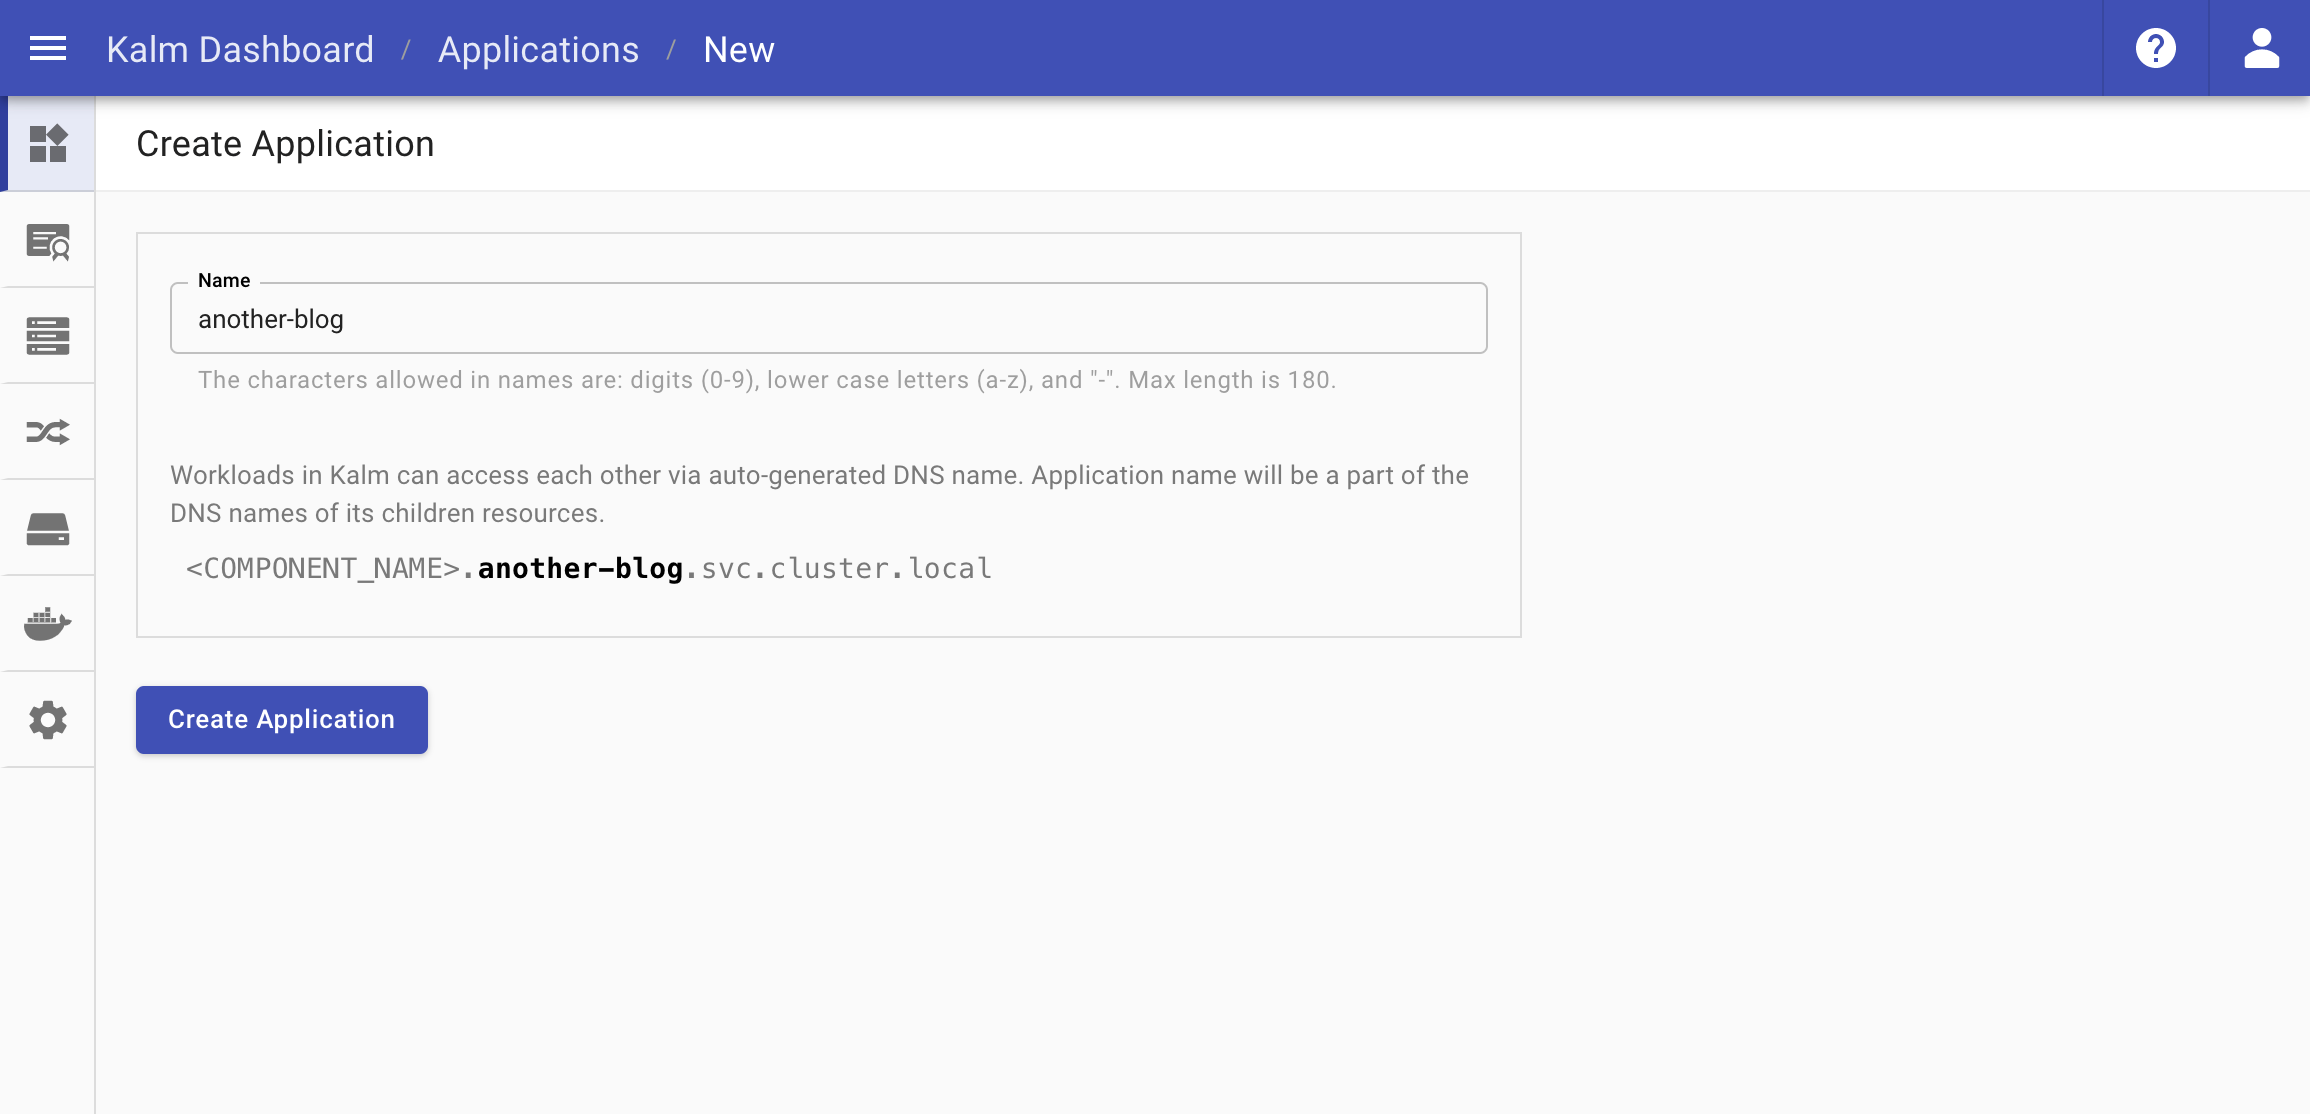 Kalm Dashboard / Applications / New
Create Application
Name
another-blog
The characters allowed in names are: digits (0-9), lower case letters (a-z), and "-". Max length is 180.
Workloads in Kalm can access each other via auto-generated DNS name. Application name will be a part of the
DNS names of its children resources.
<COMPONENT_NAME>.another-blog.svc.cluster.local
Create Application